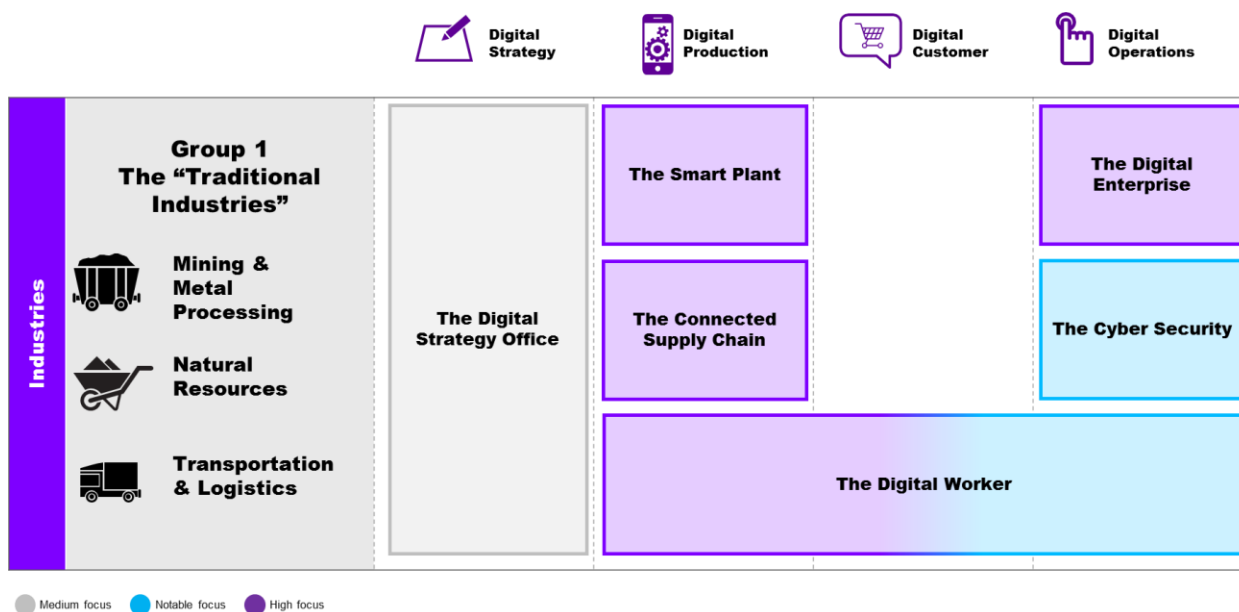 Digital
Strategy
Digital
Production
Digital
Customer
Digital
Operations
Industries
Group 1
The “Traditional
Industries”
Mining &
Metal
Processing
Natural
Resources
Transportation
& Logistics
The Digital
Strategy Office
The Smart Plant
The Connected
Supply Chain
The Digital
Enterprise
The Cyber Security
The Digital Worker
Medium focus
Notable focus
High focus